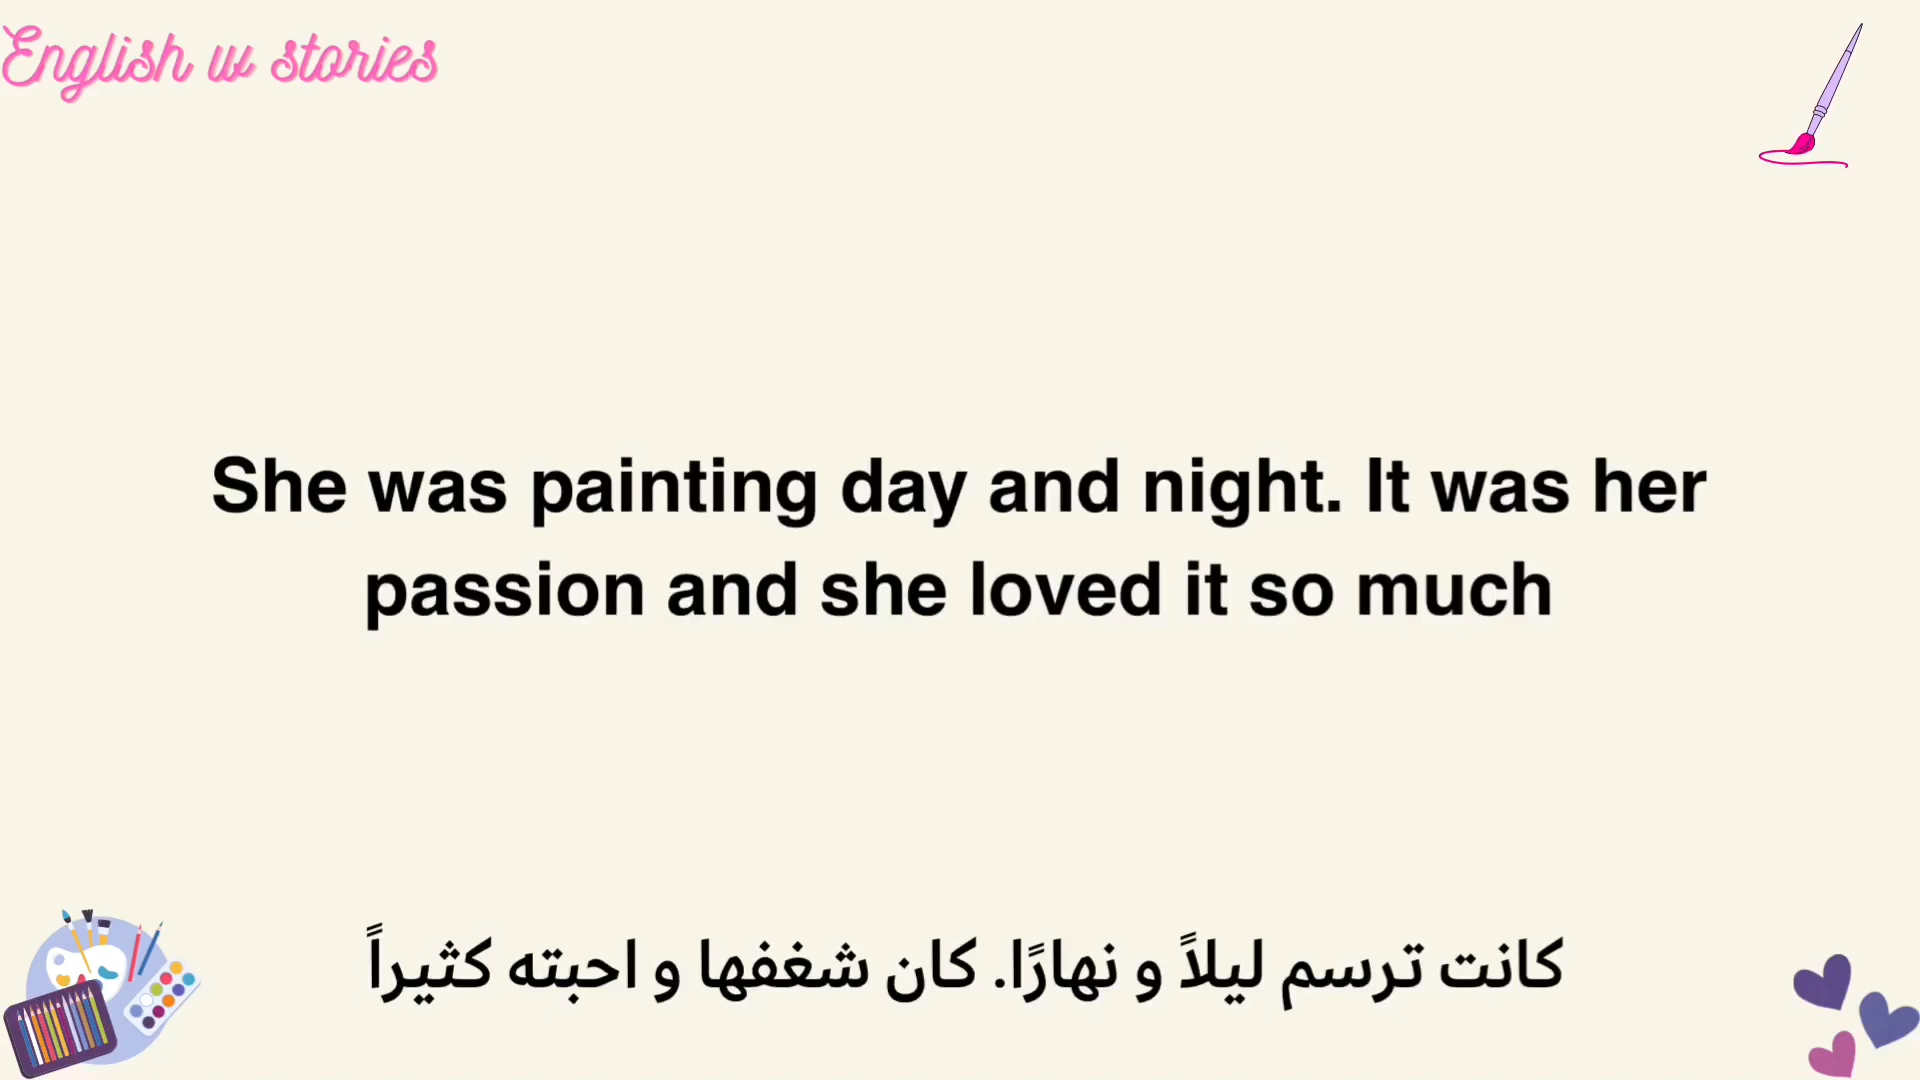 English w stories
She was painting day and night. It was her
passion and she loved it so much
كانت ترسم ليلاً و نهارًا. كان شغفها و احبته كثيراً